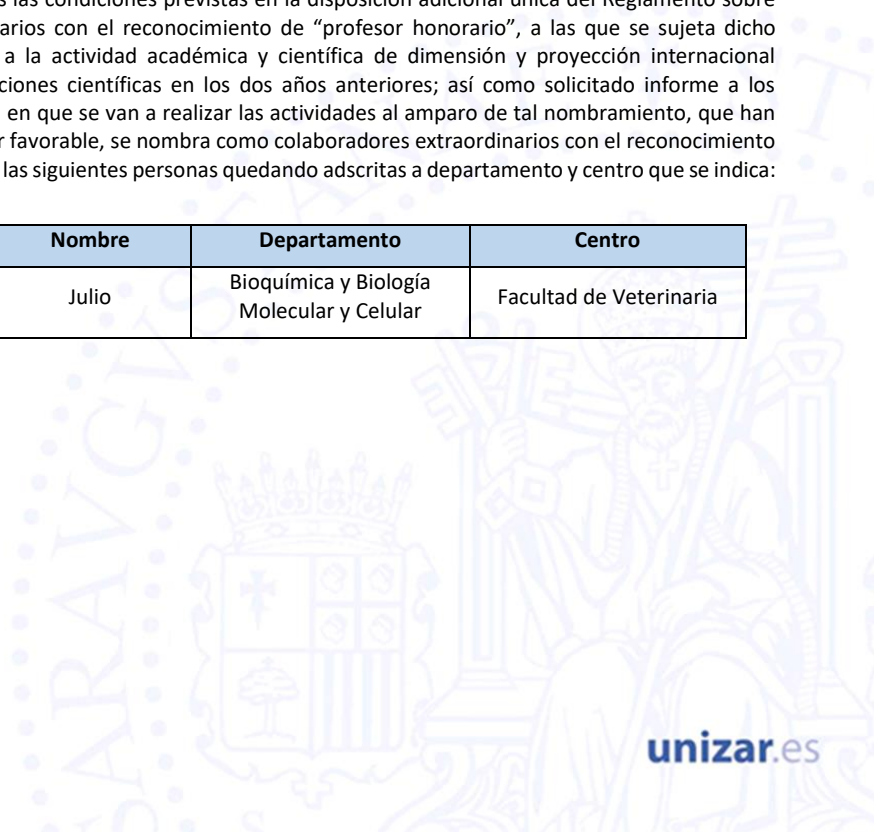 las condiciones previstas en la disposición adicional única del Reglamento sobre
arios con el reconocimiento de “profesor honorario”, a las que se sujeta dicho
a la actividad académica y científica de dimensión y proyección internacional
ciones científicas en los dos años anteriores; así como solicitado informe a los
en que se van a realizar las actividades al amparo de tal nombramiento, que han
r favorable, se nombra como colaboradores extraordinarios con el reconocimiento
las siguientes personas quedando adscritas a departamento y centro que se indica:
Nombre Departamento Centro
Julio Bioquímica y Biología Molecular y Celular Facultad de Veterinaria
unizar.es